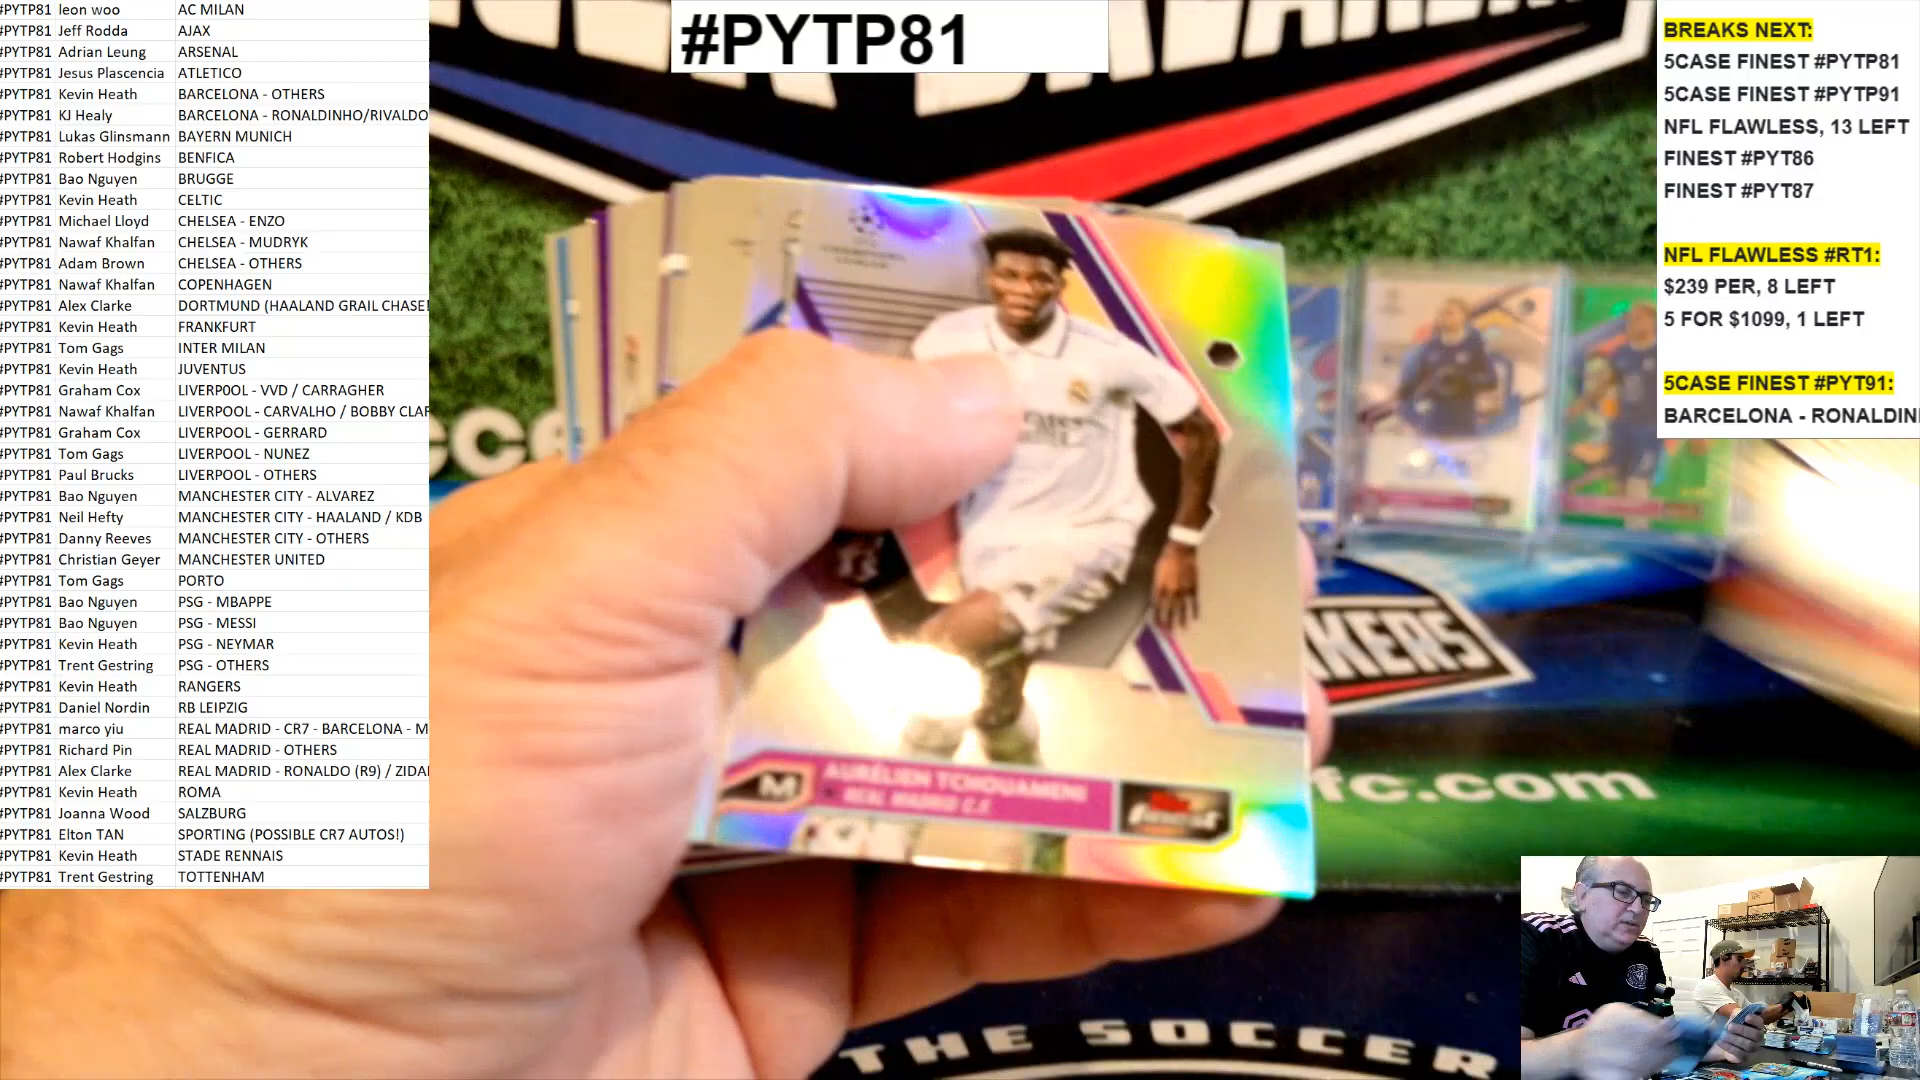 #PYTP81 leon woo AC MILAN
#PYTP81 Jeff Rodda AJAX
#PYTP81 Adrian Leung ARSENAL
#PYTP81 Jesus Plascencia ATLETICO
#PYTP81 Kevin Heath BARCELONA - OTHERS
#PYTP81 KJ Healy BARCELONA - RONALDINHO/RIVALDO
#PYTP81 Lukas Glinsmann BAYERN MUNICH
#PYTP81 Robert Hodgins BENFICA
#PYTP81 Bao Nguyen BRUGGE
#PYTP81 Kevin Heath CELTIC
#PYTP81 Michael Lloyd CHELSEA - ENZO
#PYTP81 Nawaf Khalfan CHELSEA - MUDRYK
#PYTP81 Adam Brown CHELSEA - OTHERS
#PYTP81 Nawaf Khalfan COPENHAGEN
#PYTP81 Alex Clarke DORTMUND (HAALAND GRAIL CHASE!
#PYTP81 Kevin Heath FRANKFURT
#PYTP81 Tom Gags INTER MILAN
#PYTP81 Kevin Heath JUVENTUS
#PYTP81 Graham Cox LIVERP0OL - VVD / CARRAGHER
#PYTP81 Nawaf Khalfan LIVERPOOL - CARVALHO / BOBBY CLAR
#PYTP81 Graham Cox LIVERPOOL - GERRARD
#PYTP81 Tom Gags LIVERPOOL - NUNEZ
#PYTP81 Paul Brucks LIVERPOOL - OTHERS
#PYTP81 Bao Nguyen MANCHESTER CITY - ALVAREZ
#PYTP81 Neil Hefty MANCHESTER CITY - HAALAND / KDB
#PYTP81 Danny Reeves MANCHESTER CITY - OTHERS
#PYTP81 Christian Geyer MANCHESTER UNITED
#PYTP81 Tom Gags PORTO
#PYTP81 Bao Nguyen PSG - MBAPPE
#PYTP81 Bao Nguyen PSG - MESSI
#PYTP81 Kevin Heath PSG - NEYMAR
#PYTP81 Trent Gestring PSG - OTHERS
#PYTP81 Kevin Heath RANGERS
#PYTP81 Daniel Nordin RB LEIPZIG
#PYTP81 marco yiu REAL MADRID - CR7 - BARCELONA - M
#PYTP81 Richard Pin REAL MADRID - OTHERS
#PYTP81 Alex Clarke REAL MADRID - RONALDO (R9) / ZIDA
#PYTP81 Kevin Heath ROMA
#PYTP81 Joanna Wood SALZBURG
#PYTP81 Elton TAN SPORTING (POSSIBLE CR7 AUTOS!)
#PYTP81 Kevin Heath STADE RENNAIS
#PYTP81 Trent Gestring TOTTENHAM
#PYTP81
BREAKS NEXT:
5CASE FINEST #PYTP81
5CASE FINEST #PYTP91
NFL FLAWLESS, 13 LEFT
FINEST #PYT86
FINEST #PYT87
NFL FLAWLESS #RT1:
$239 PER, 8 LEFT
5 FOR $1099, 1 LEFT
5CASE FINEST #PYT91:
BARCELONA - RONALDIN
M
AURÉLIEN TCHOUAMENI
REAL MADRID C.F.
finest
KERS
fc.com
THE SOCCER